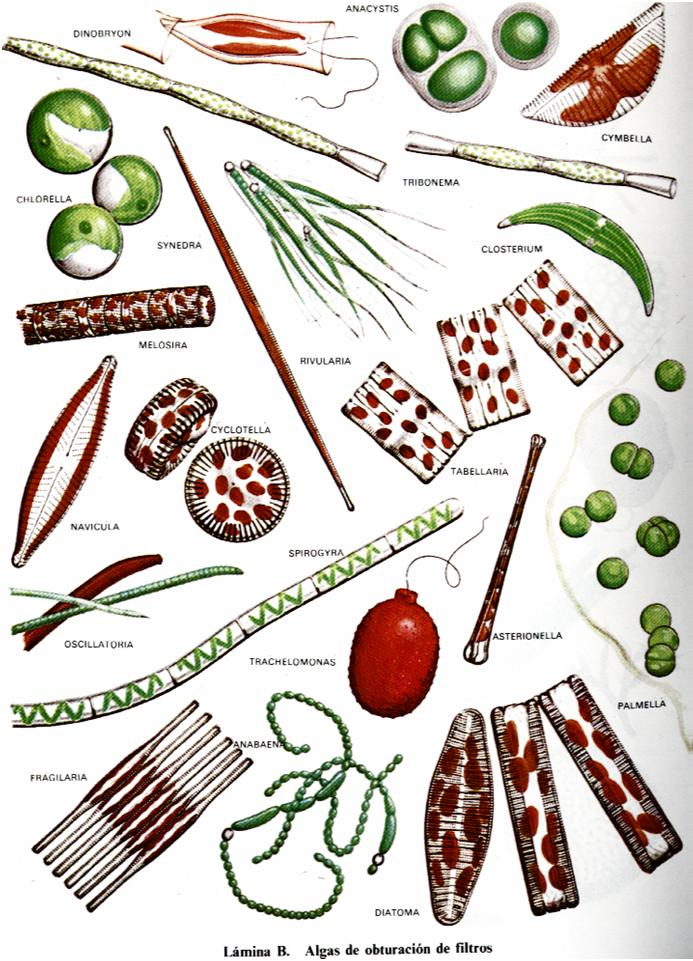 ANACYSTIS
DINOBRYON
CYMBELLA
TRIBONEMA
CHLORELLA
SYNEDRA
CLOSTERIUM
MELOSIRA
RIVULARIA
CYCLOTELLA
TABELLARIA
NAVICULA
SPIROGYRA
OSCILLATORIA
ASTERIONELLA
TRACHELOMONAS
PALMELLA
ANABAENA
FRAGILARIA
DIATOMA
Lámina B. Algas de obturación de filtros